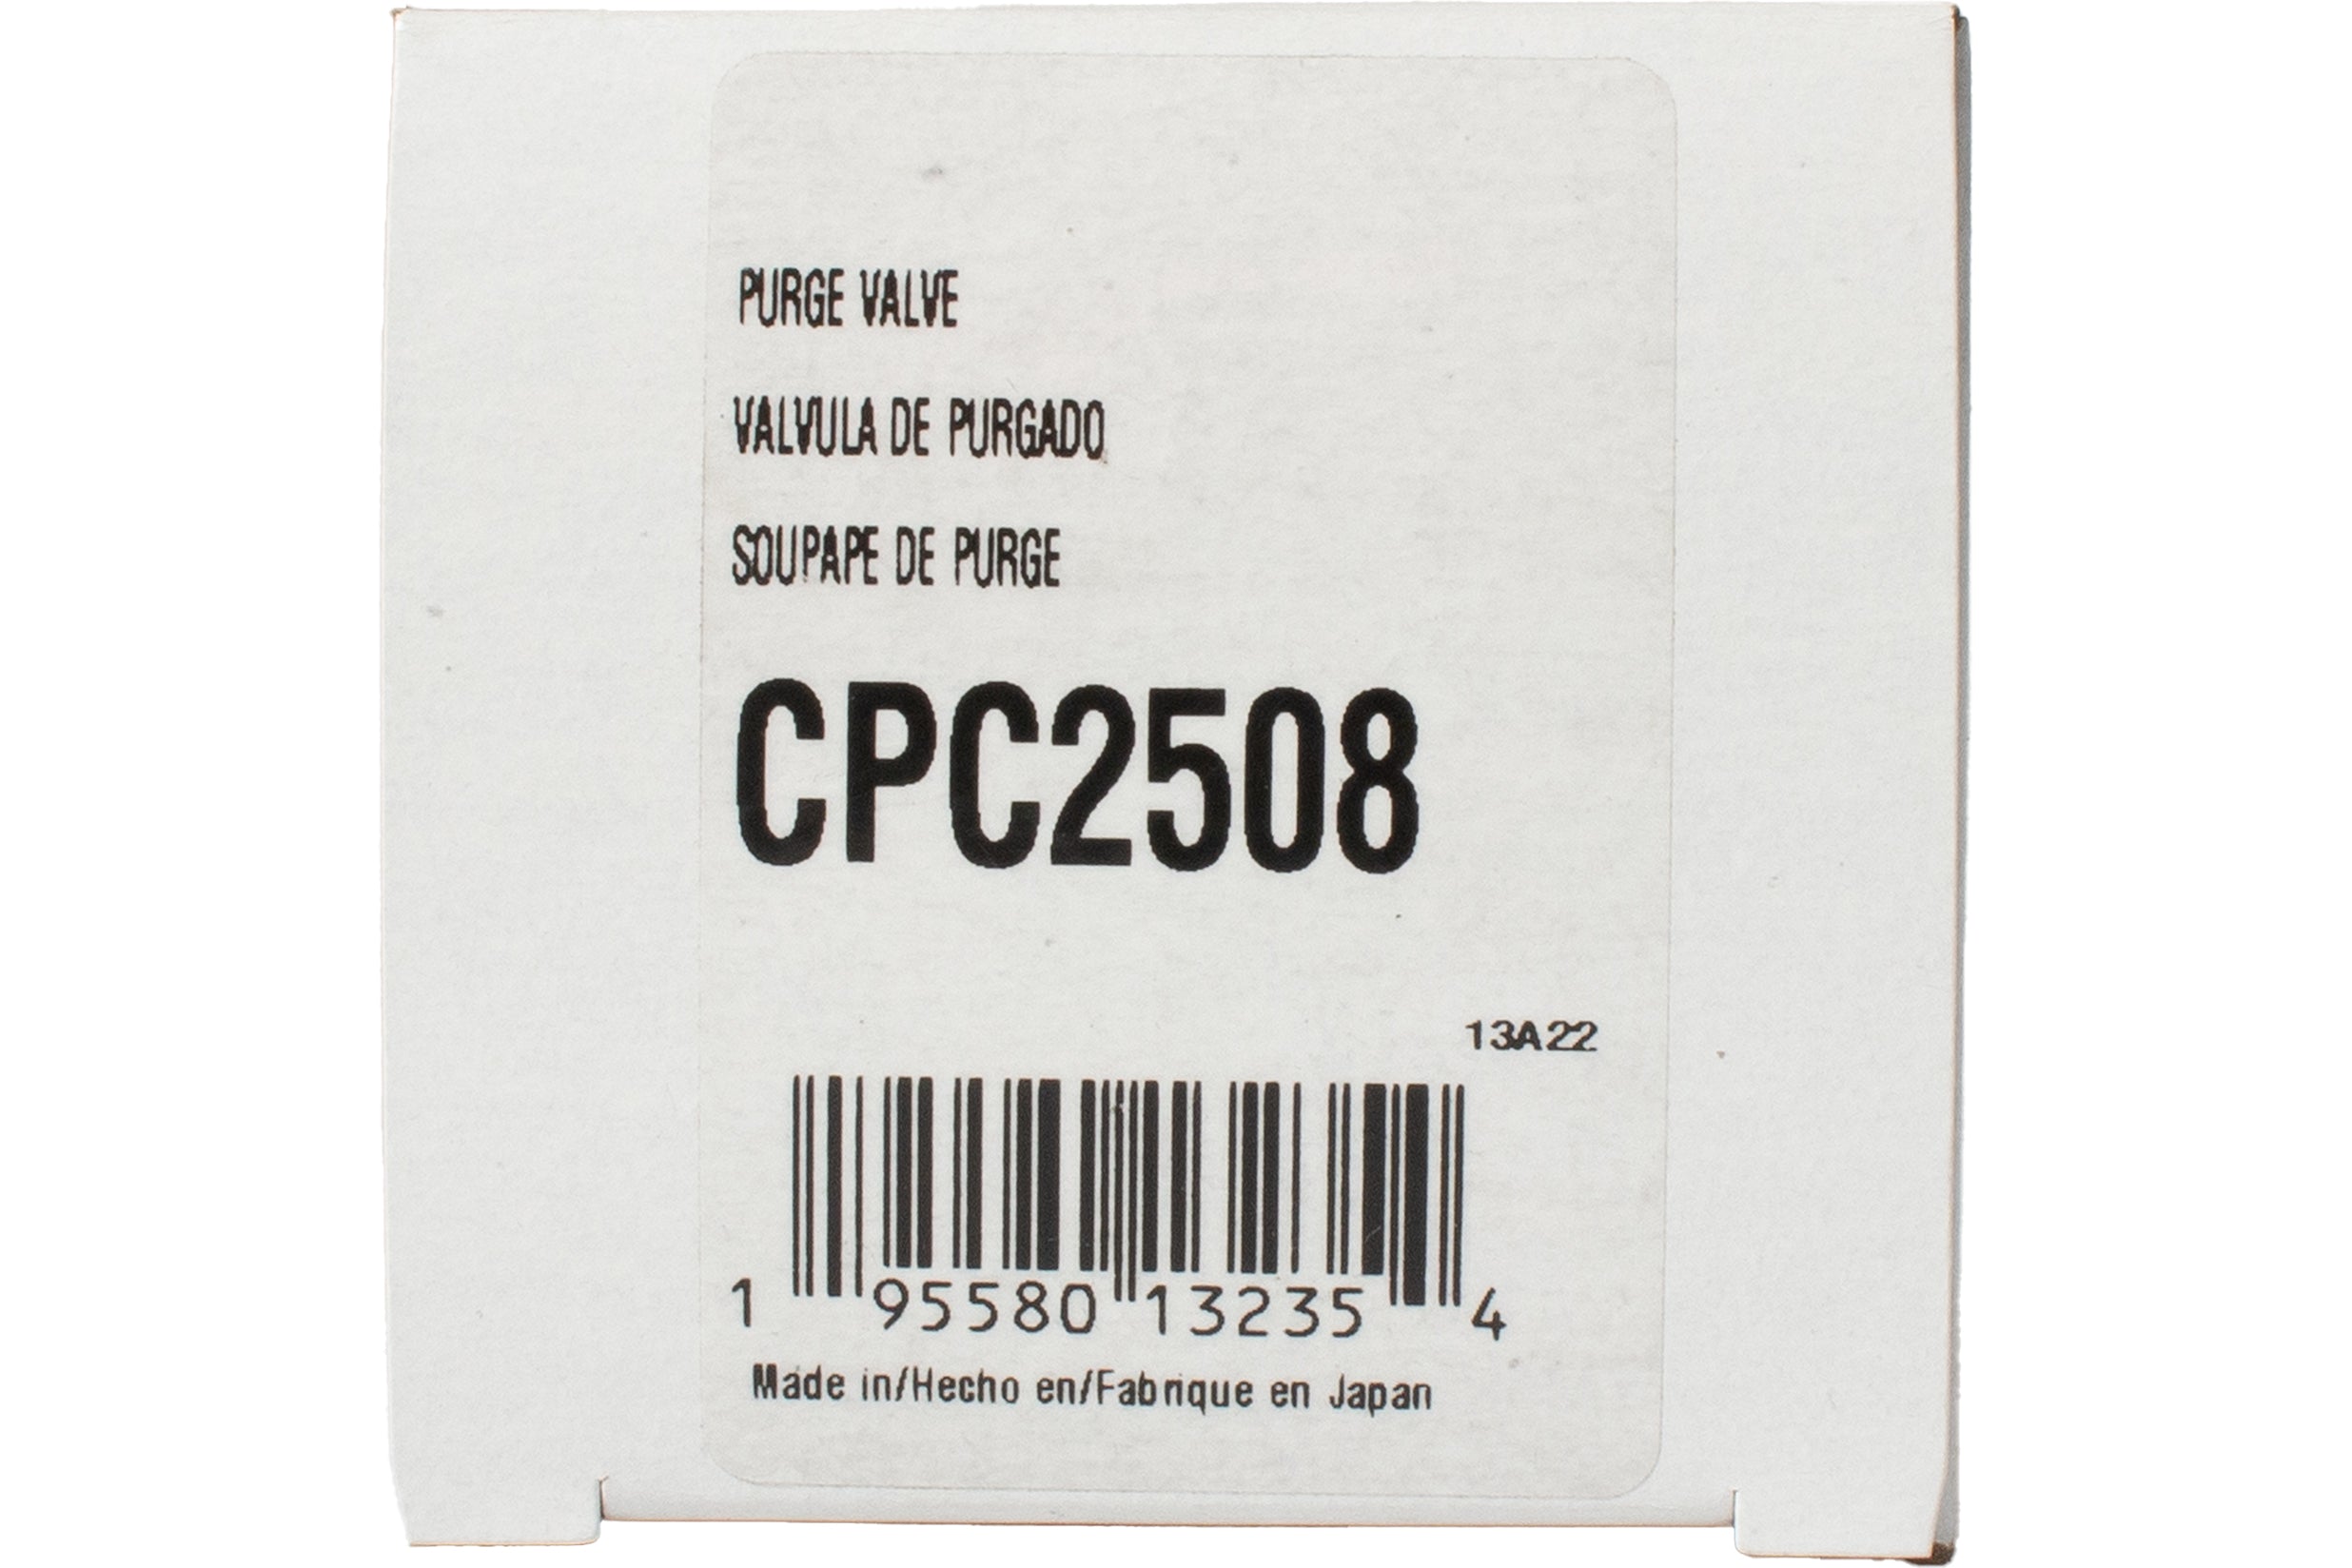 PURGE VALVE
VALVULA DE PURGADO
SOUPAPE DE PURGE
CPC2508
13A22
1 95580 13235 4
Made in/Hecho en/Fabrique en Japan